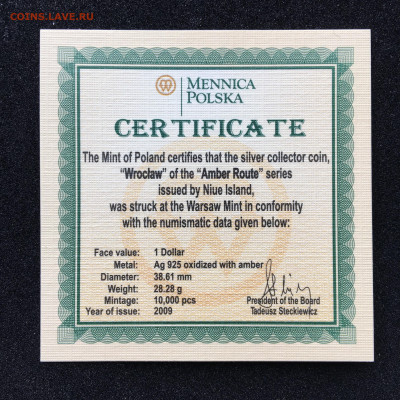 COINS.LAVE.RU
MENNICA
POLSKA
CERTIFICATE
The Mint of Poland certifies that the silver collector coin,
"Wrocław" of the "Amber Route" series
issued by Niue Island,
was struck at the Warsaw Mint in conformity
with the numismatic data given below:
Face value: 1 Dollar
Metal: Ag 925 oxidized with amber
Diameter: 38.61 mm
Weight: 28.28 g
Mintage: 10,000 pcs
Year of issue: 2009
President of the Board
Tadeusz Steckiewicz